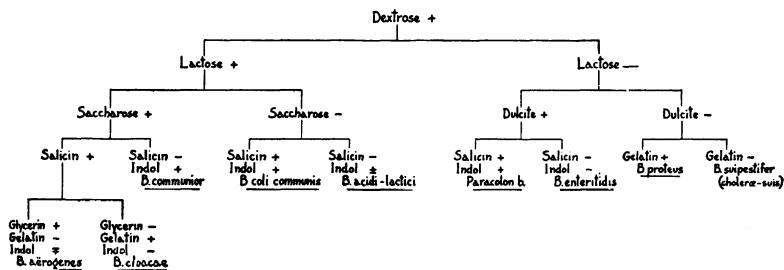 Dextrose +
Lactose +
Lactose —
Saccharose +
Saccharose –
Dulcite +
Dulcite –
Salicin +
Salicin –
Indol +
B. communior
Salicin +
Indol +
B coli communis
Salicin –
Indol ±
B. acidi-lactici
Salicin +
Indol +
Paracolon b.
Salicin –
Indol –
B. enteritidis
Gelatin +
B. proteus
Gelatin –
B. suipestifer
(choleræ-suis)
Glycerin +
Gelatin –
Indol ∓
B. aërogenes
Glycerin –
Gelatin +
Indol –
B. cloacae